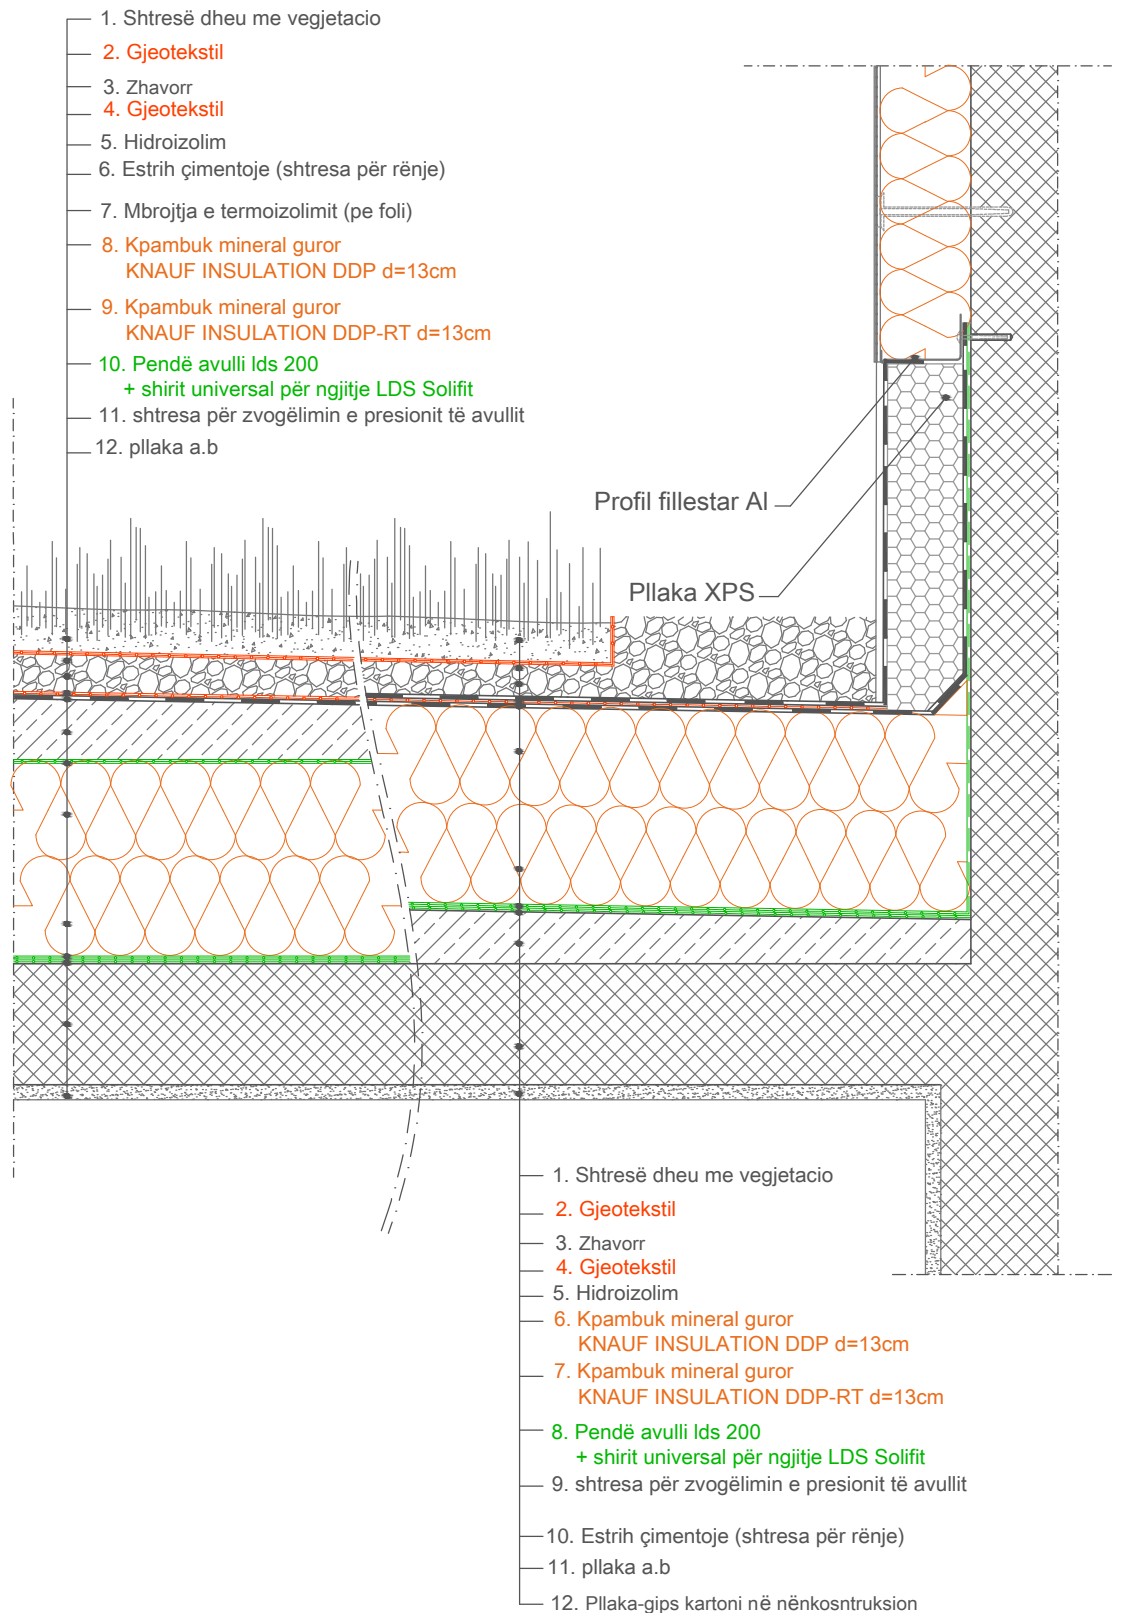 1. Shtresë dheu me vegjetacio
2. Gjeotekstil
3. Zhavorr
4. Gjeotekstil
5. Hidroizolim
6. Estrih çimentoje (shtresa për rënje)
7. Mbrojtja e termoizolimit (pe foli)
8. Kpambuk mineral guror
KNAUF INSULATION DDP d=13cm
9. Kpambuk mineral guror
KNAUF INSULATION DDP-RT d=13cm
10. Pendë avulli lds 200
+ shirit universal për ngjitje LDS Solifit
11. shtresa për zvogëlimin e presionit të avullit
12. pllaka a.b
Profil fillestar Al
Pllaka XPS
1. Shtresë dheu me vegjetacio
2. Gjeotekstil
3. Zhavorr
4. Gjeotekstil
5. Hidroizolim
6. Kpambuk mineral guror
KNAUF INSULATION DDP d=13cm
7. Kpambuk mineral guror
KNAUF INSULATION DDP-RT d=13cm
8. Pendë avulli lds 200
+ shirit universal për ngjitje LDS Solifit
9. shtresa për zvogëlimin e presionit të avullit
10. Estrih çimentoje (shtresa për rënje)
11. pllaka a.b
12. Pllaka-gips kartoni në nënkosntruksion